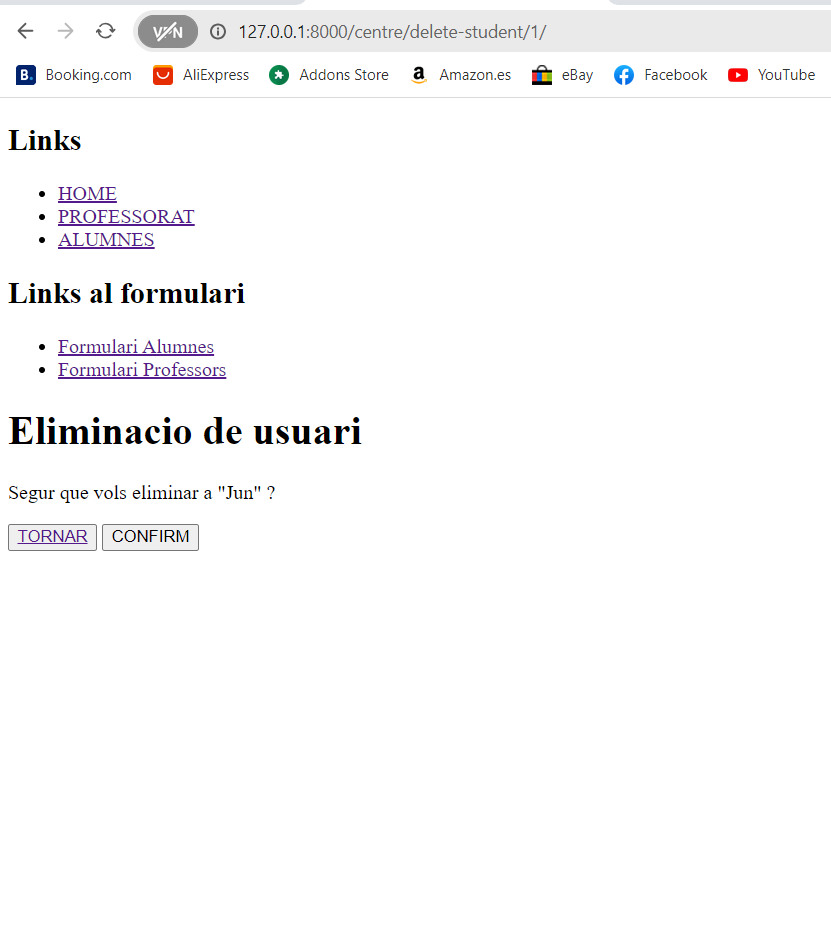 VPN 127.0.0.1:8000/centre/delete-student/1/
B. Booking.com AliExpress Addons Store a Amazon.es eBay Facebook YouTube
Links
HOME
PROFESSORAT
ALUMNES
Links al formulari
Formulari Alumnes
Formulari Professors
Eliminacio de usuari
Segur que vols eliminar a "Jun" ?
TORNAR CONFIRM